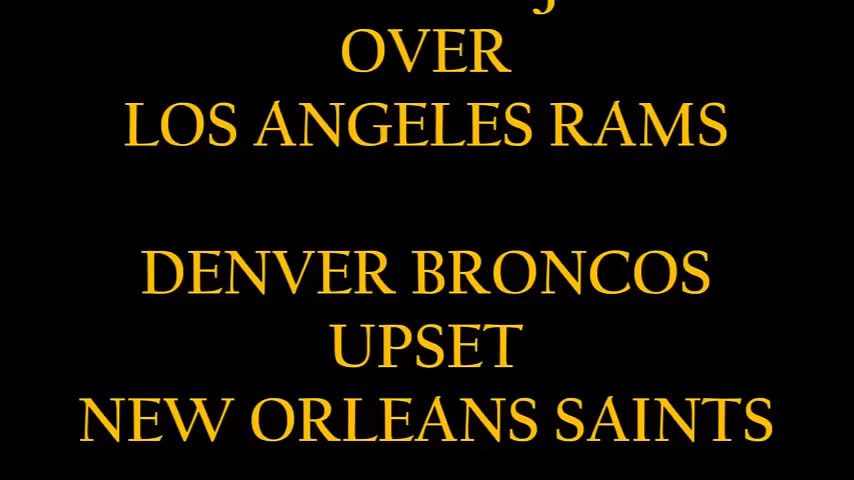 OVER
LOS ANGELES RAMS
DENVER BRONCOS
UPSET
NEW ORLEANS SAINTS